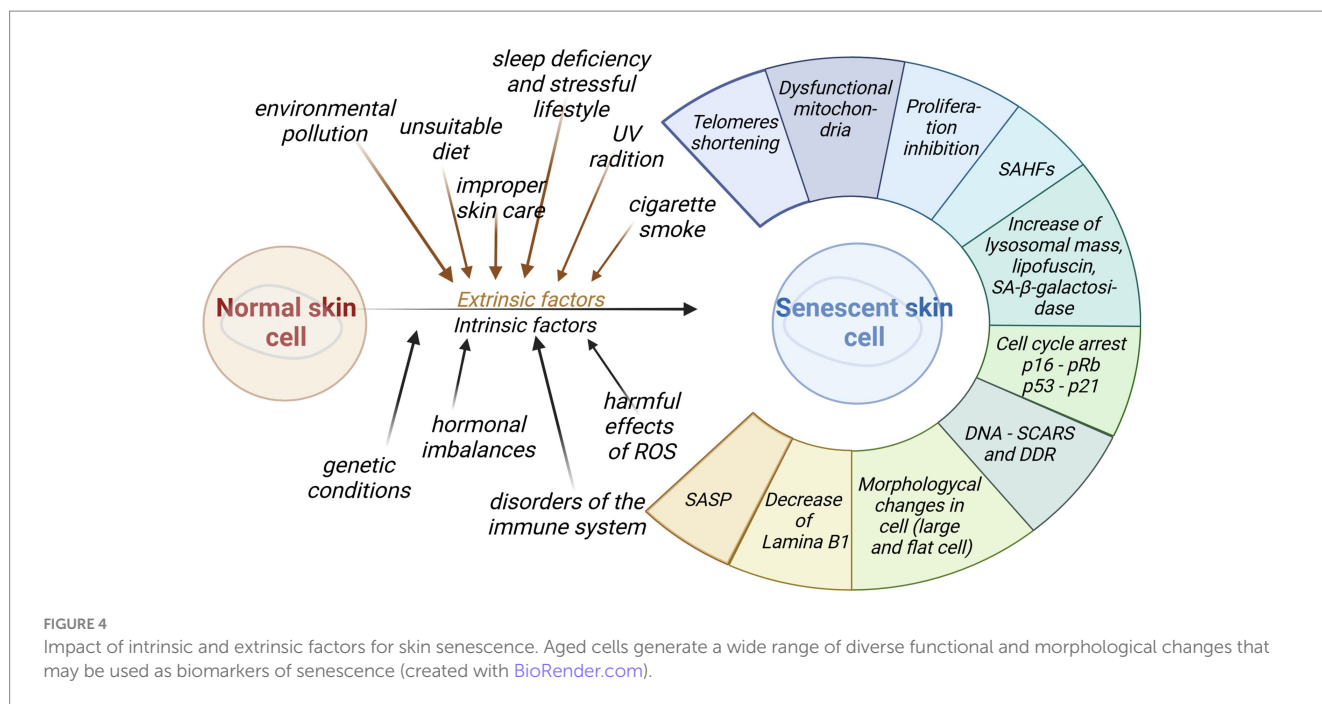 sleep deficiency
and stressful
lifestyle
environmental
pollution
unsuitable
diet
UV
radition
improper
skin care
cigarette
smoke
Normal skin
cell
Extrinsic factors
Intrinsic factors
genetic
conditions
hormonal
imbalances
disorders of the
immune system
harmful
effects
of ROS
Senescent skin
cell
Telomeres
shortening
Dysfunctional
mitochon-
dria
Prolifera-
tion
inhibition
SAHFs
Increase of
lysosomal mass,
lipofuscin,
SA-β-galactosi-
dase
Cell cycle arrest
p16 - pRb
p53 - p21
DNA - SCARS
and DDR
Morphologycal
changes in
cell (large
and flat cell)
Decrease
of
Lamina B1
SASP
FIGURE 4
Impact of intrinsic and extrinsic factors for skin senescence. Aged cells generate a wide range of diverse functional and morphological changes that
may be used as biomarkers of senescence (created with BioRender.com).